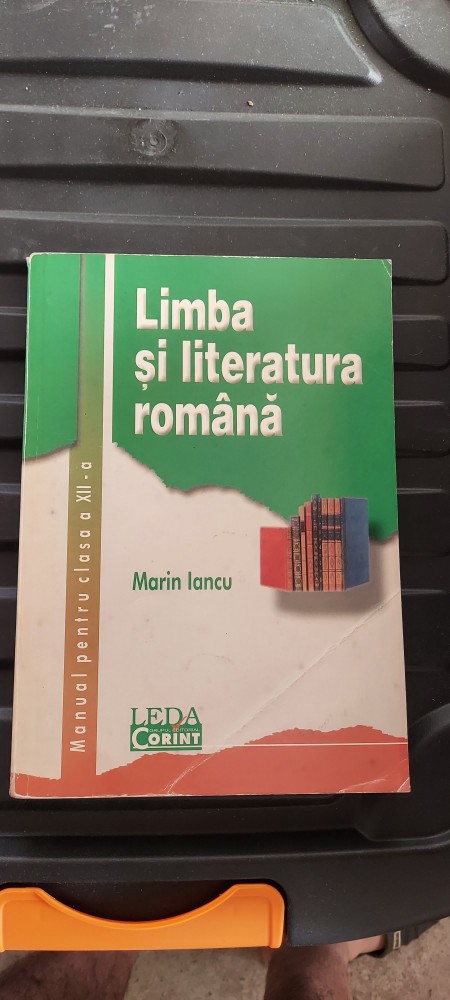 Limba
și literatura
română
Manual pentru clasa a XII-a
Marin Iancu
LEDA
GRUPUL EDITORIAL
CORINT